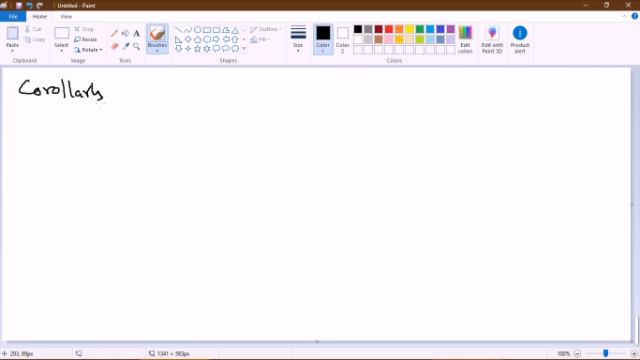 Untitled - Paint
File Home View
Paste Cut Copy Select Crop Resize Rotate Brushes Outline Fill Size Color 1 Color 2 Edit colors Edit with Paint 3D Product alert
Clipboard Image Tools Shapes Colors
Corollary
203, 69px 1341 × 583px 100%